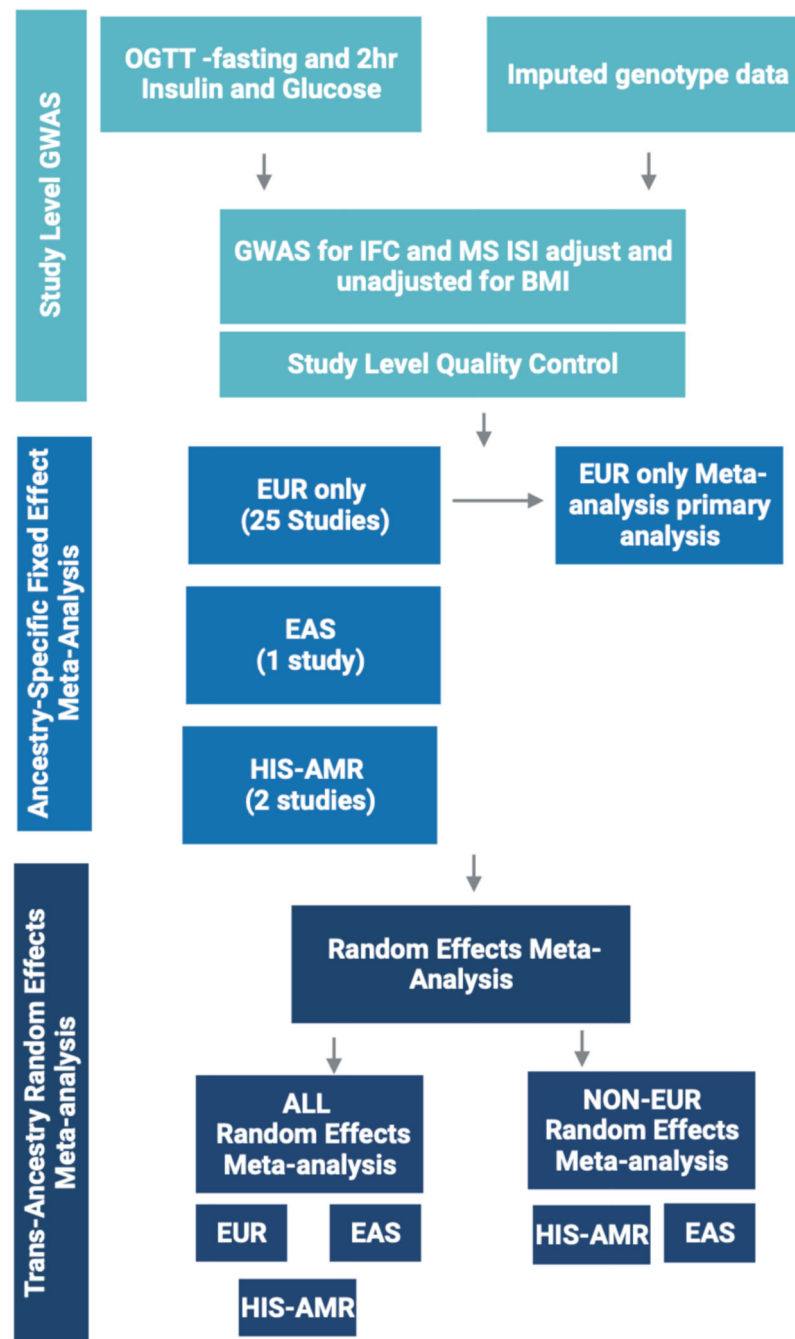 Study Level GWAS
OGTT -fasting and 2hr
Insulin and Glucose
Imputed genotype data
GWAS for IFC and MS ISI adjust and
unadjusted for BMI
Study Level Quality Control
Ancestry-Specific Fixed Effect
Meta-Analysis
EUR only
(25 Studies)
EUR only Meta-
analysis primary
analysis
EAS
(1 study)
HIS-AMR
(2 studies)
Trans-Ancestry Random Effects
Meta-analysis
Random Effects Meta-
Analysis
ALL
Random Effects
Meta-analysis
NON-EUR
Random Effects
Meta-analysis
EUR
EAS
HIS-AMR
HIS-AMR
EAS